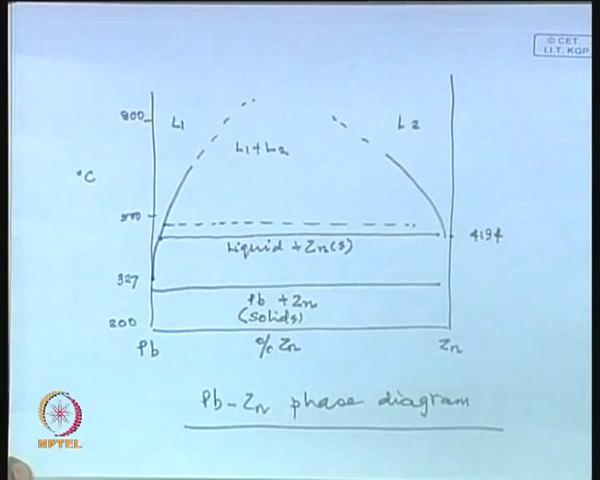 © CET
I.I.T. KGP
800
L1
L2
L1+L2
°C
500
Liquid + Zn(s)
4194
327
Pb + Zn
(Solids)
200
Pb
% Zn
Zn
Pb-Zn phase diagram
NPTEL